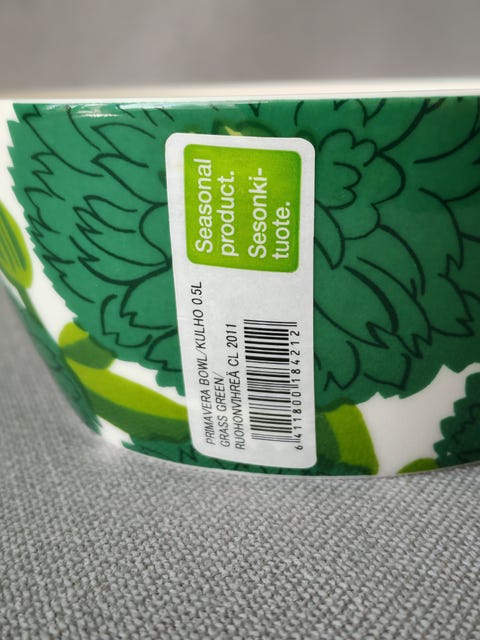 Seasonal
product.
Sesonki-
tuote.
PRIMAVERA BOWL/KULHO 0.5L
GRASS GREEN/
RUOHONVIHREÄ CL 2011
6 411800 184212